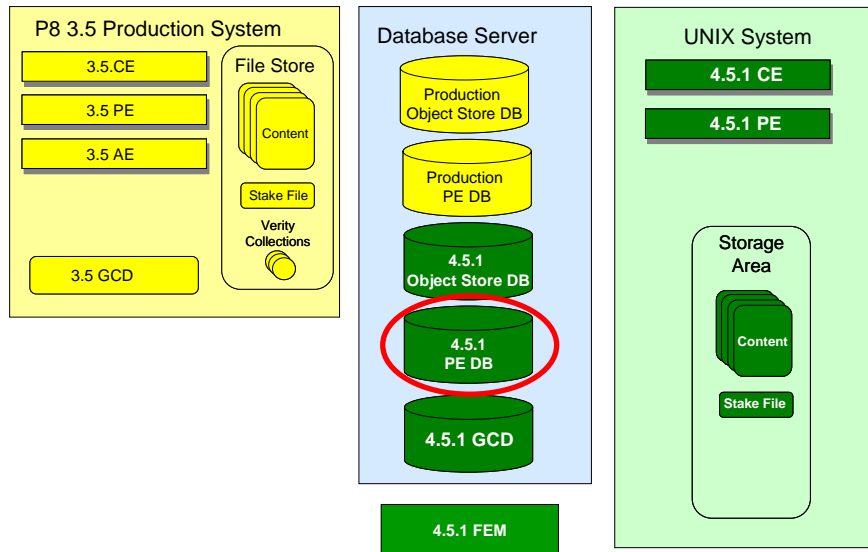 P8 3.5 Production System
3.5.CE
3.5 PE
3.5 AE
3.5 GCD
File Store
Content
Stake File
Verity
Collections
Database Server
Production
Object Store DB
Production
PE DB
4.5.1
Object Store DB
4.5.1
PE DB
4.5.1 GCD
4.5.1 FEM
UNIX System
4.5.1 CE
4.5.1 PE
Storage
Area
Content
Stake File